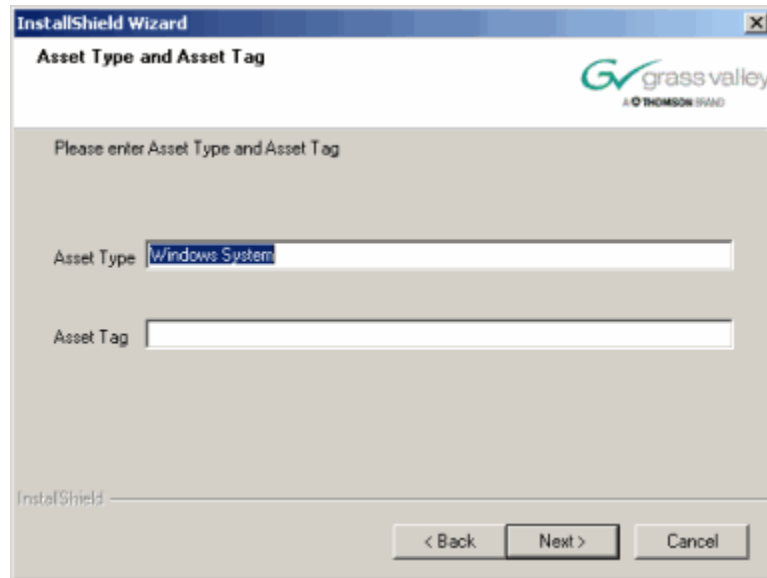 InstallShield Wizard
Asset Type and Asset Tag
grass valley
A THOMSON BRAND
Please enter Asset Type and Asset Tag
Asset Type Windows System
Asset Tag
InstallShield
< Back Next > Cancel